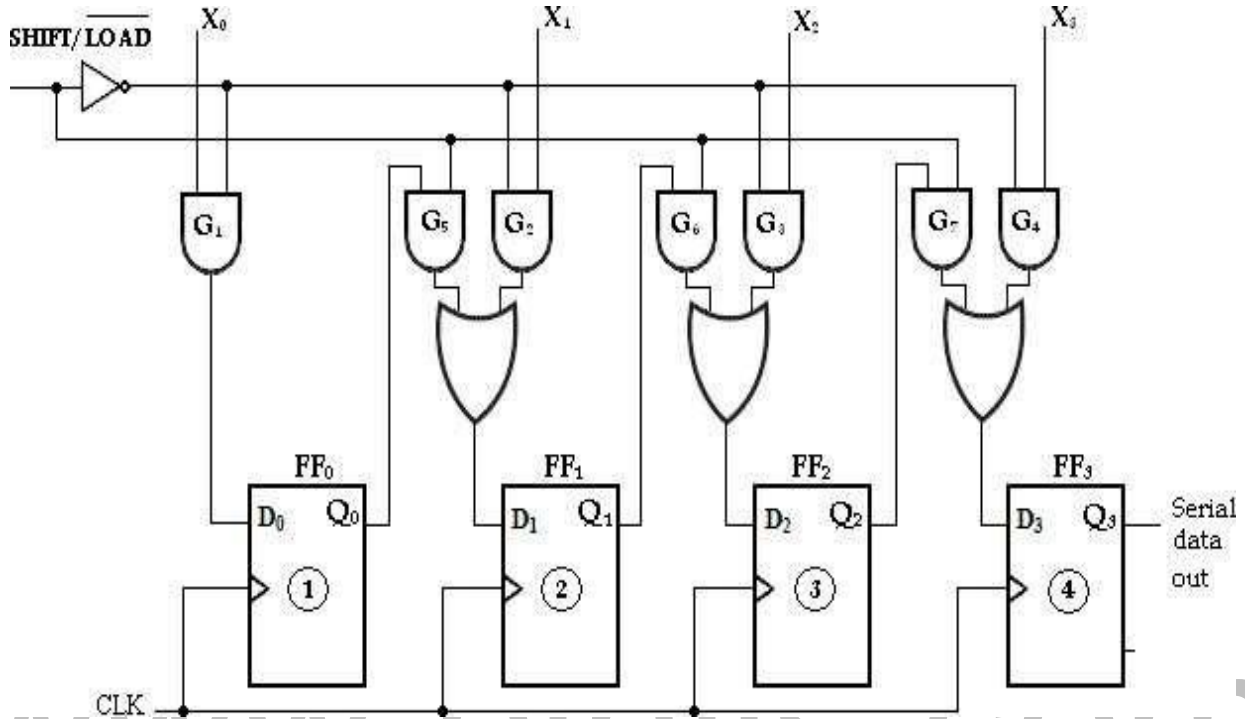 SHIFT/LOAD
X₀
X₁
X₂
X₃
G₁
G₅
G₂
G₆
G₃
G₇
G₄
FF₀
FF₁
FF₂
FF₃
D₀
Q₀
D₁
Q₁
D₂
Q₂
D₃
Q₃
Serial
data
out
1
2
3
4
CLK